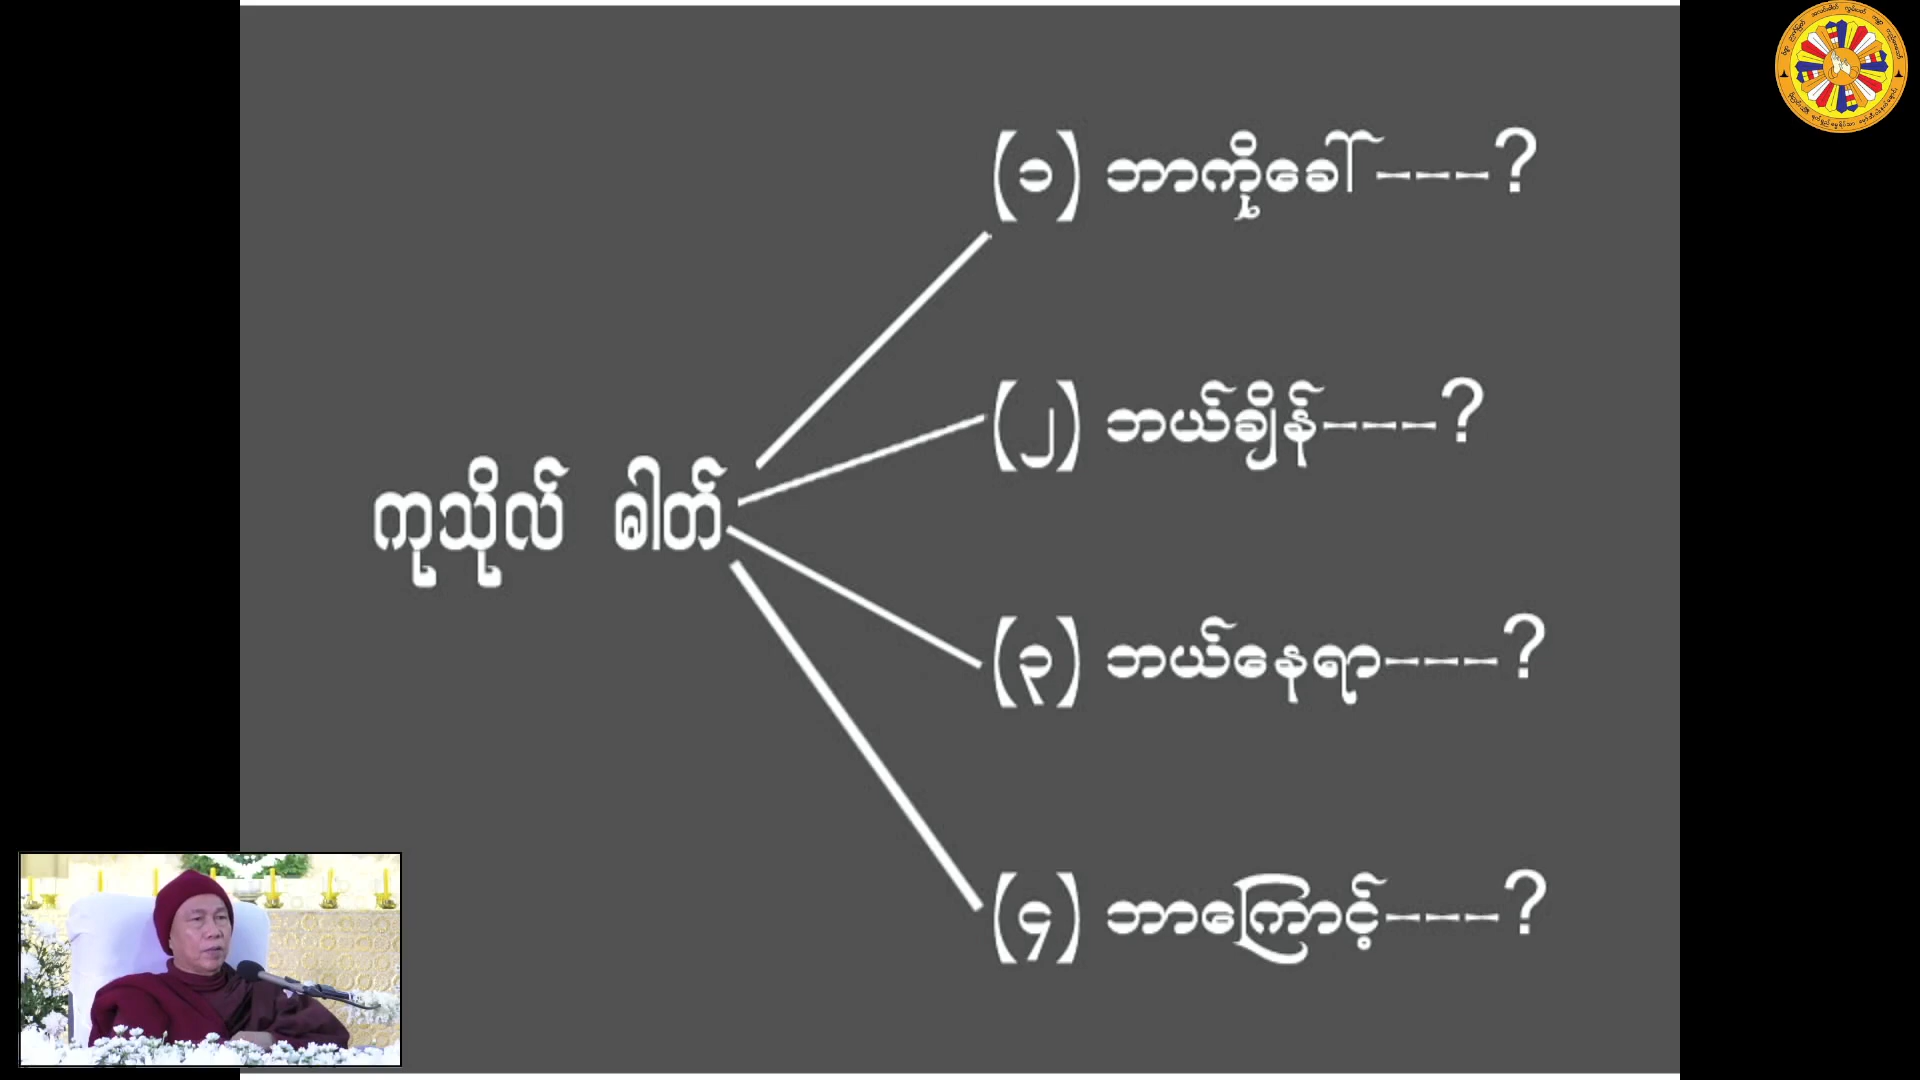 ကုသိုလ် ဓါတ်
(၁) ဘာကိုခေါ်---?
(၂) ဘယ်ချိန်---?
(၃) ဘယ်နေရာ---?
(၄) ဘာကြောင့်---?